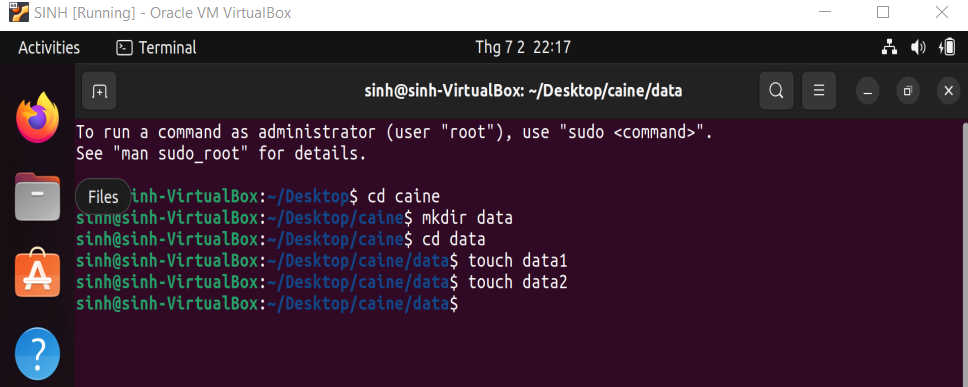 SINH [Running] - Oracle VM VirtualBox
Activities Terminal Thg 7 2 22:17
sinh@sinh-VirtualBox: ~/Desktop/caine/data
To run a command as administrator (user "root"), use "sudo <command>".
See "man sudo_root" for details.
Files inh-VirtualBox:~/Desktop$ cd caine
sinh@sinh-VirtualBox:~/Desktop/caine$ mkdir data
sinh@sinh-VirtualBox:~/Desktop/caine$ cd data
sinh@sinh-VirtualBox:~/Desktop/caine/data$ touch data1
sinh@sinh-VirtualBox:~/Desktop/caine/data$ touch data2
sinh@sinh-VirtualBox:~/Desktop/caine/data$